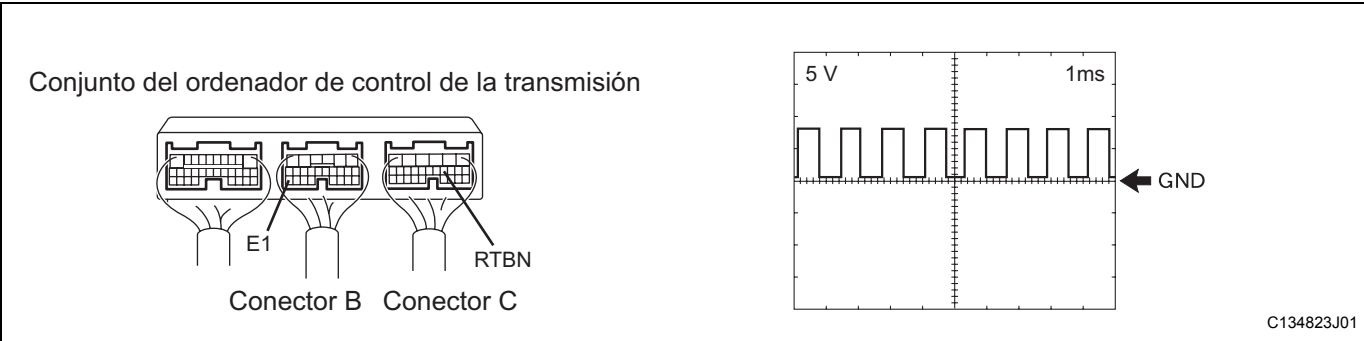 Conjunto del ordenador de control de la transmisión
E1
RTBN
Conector B Conector C
5 V 1ms
GND
C134823J01